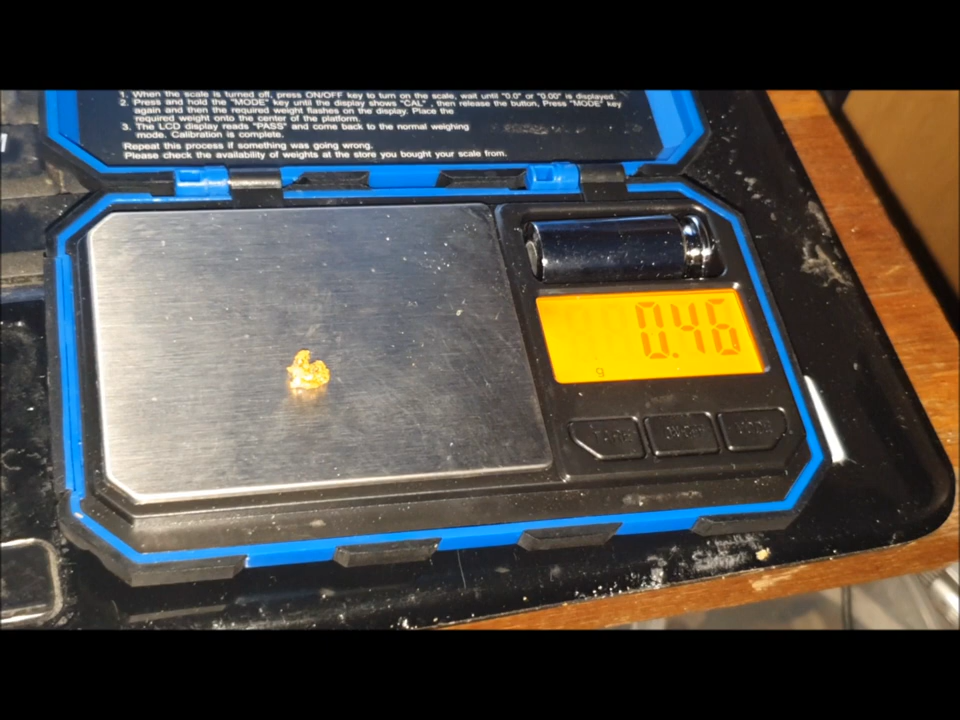 1. When the scale is turned off, press ON/OFF key to turn on the scale, wait until "0.0" or "0.00" is displayed.
2. Press and hold the "MODE" key until the display shows "CAL" , then release the button, Press "MODE" key
again and then the required weight flashes on the display. Place the
required weight onto the center of the platform.
3. The LCD display reads "PASS" and come back to the normal weighing
mode. Calibration is complete.
Repeat this process if something was going wrong.
Please check the availability of weights at the store you bought your scale from.
0.46
g